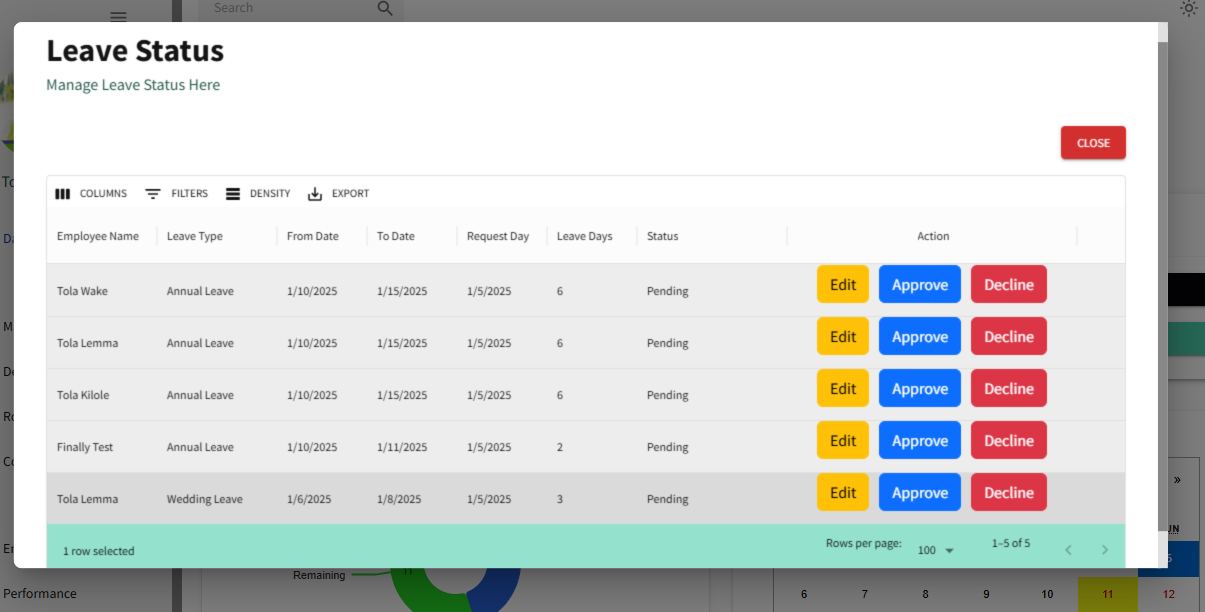 Search
Leave Status
Manage Leave Status Here
CLOSE
COLUMNS FILTERS DENSITY EXPORT
Employee Name Leave Type From Date To Date Request Day Leave Days Status Action
Tola Wake Annual Leave 1/10/2025 1/15/2025 1/5/2025 6 Pending Edit Approve Decline
Tola Lemma Annual Leave 1/10/2025 1/15/2025 1/5/2025 6 Pending Edit Approve Decline
Tola Kilole Annual Leave 1/10/2025 1/15/2025 1/5/2025 6 Pending Edit Approve Decline
Finally Test Annual Leave 1/10/2025 1/11/2025 1/5/2025 2 Pending Edit Approve Decline
Tola Lemma Wedding Leave 1/6/2025 1/8/2025 1/5/2025 3 Pending Edit Approve Decline
1 row selected Rows per page: 100 1–5 of 5
Remaining 11
Performance 6 7 8 9 10 11 12